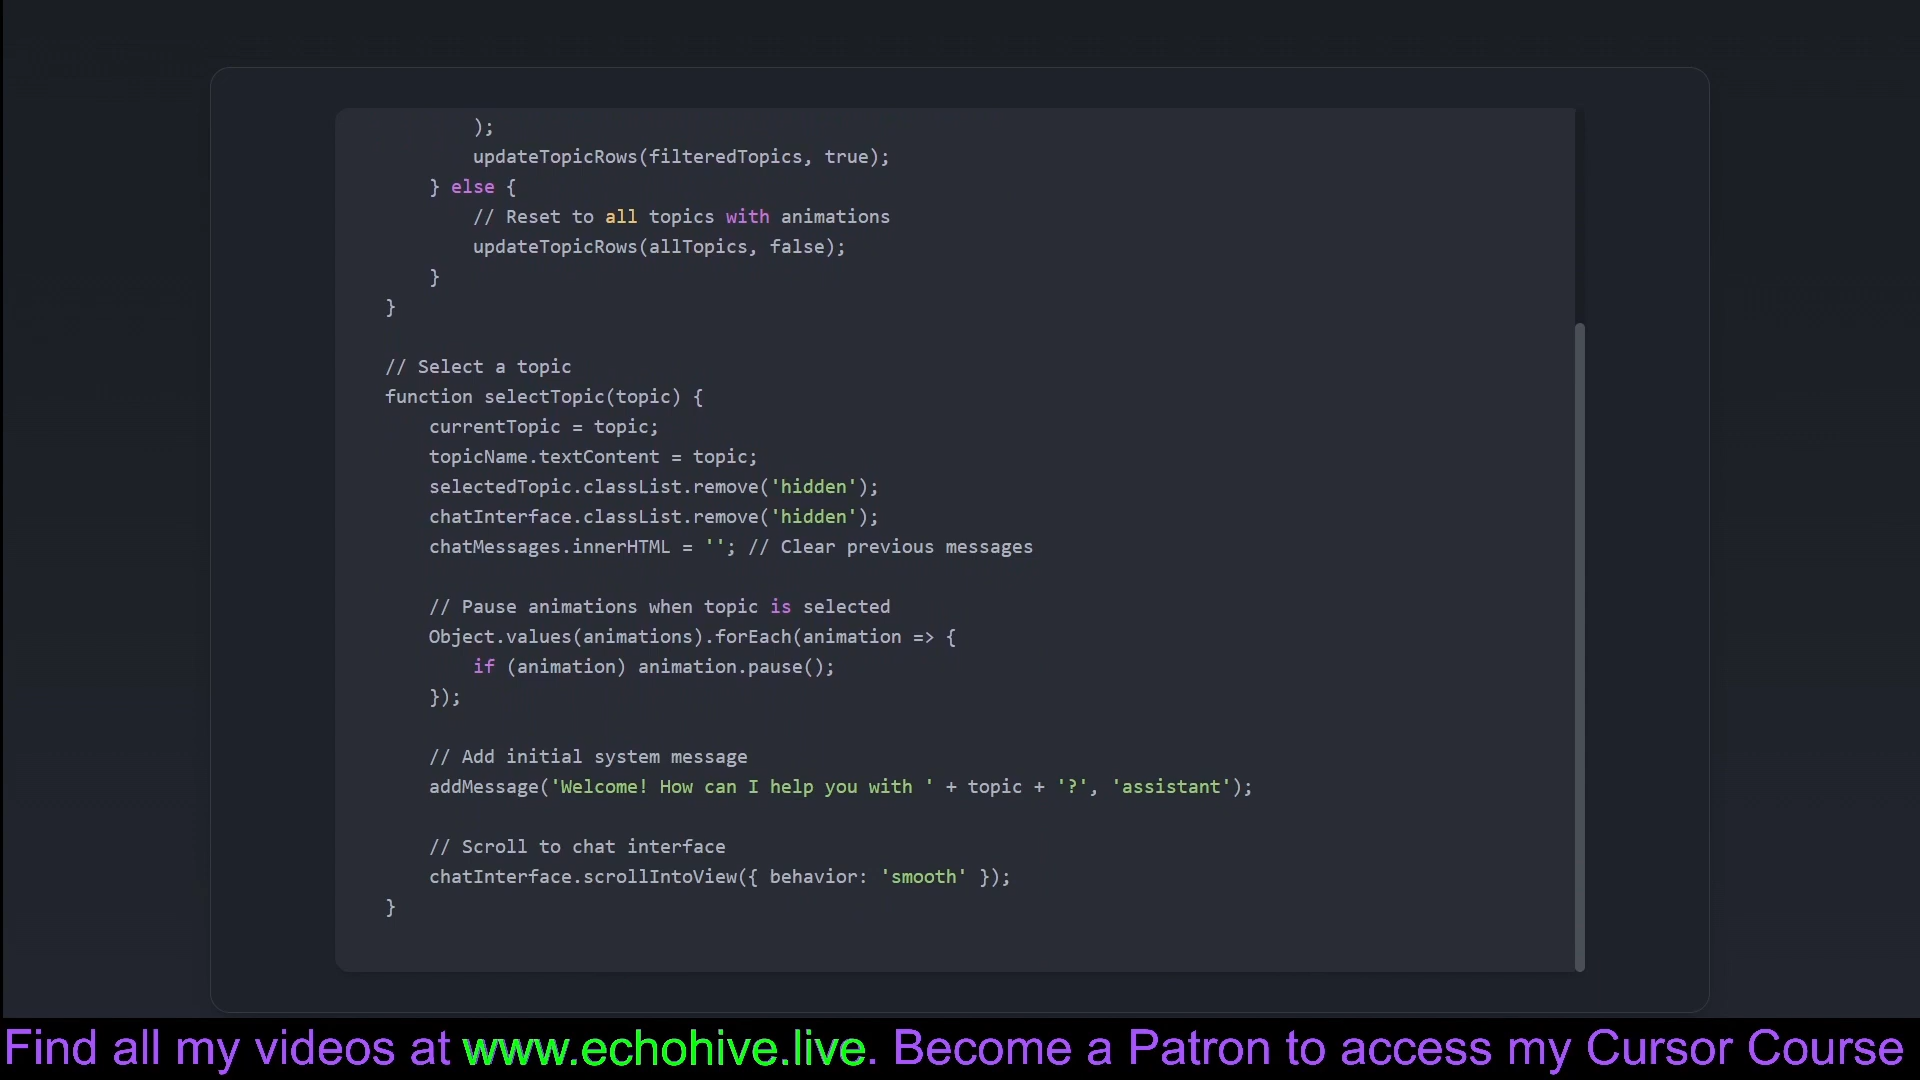 );
updateTopicRows(filteredTopics, true);
} else {
// Reset to all topics with animations
updateTopicRows(allTopics, false);
}
}
// Select a topic
function selectTopic(topic) {
currentTopic = topic;
topicName.textContent = topic;
selectedTopic.classList.remove('hidden');
chatInterface.classList.remove('hidden');
chatMessages.innerHTML = ''; // Clear previous messages
// Pause animations when topic is selected
Object.values(animations).forEach(animation => {
if (animation) animation.pause();
});
// Add initial system message
addMessage('Welcome! How can I help you with ' + topic + '?', 'assistant');
// Scroll to chat interface
chatInterface.scrollIntoView({ behavior: 'smooth' });
}
Find all my videos at www.echohive.live. Become a Patron to access my Cursor Course